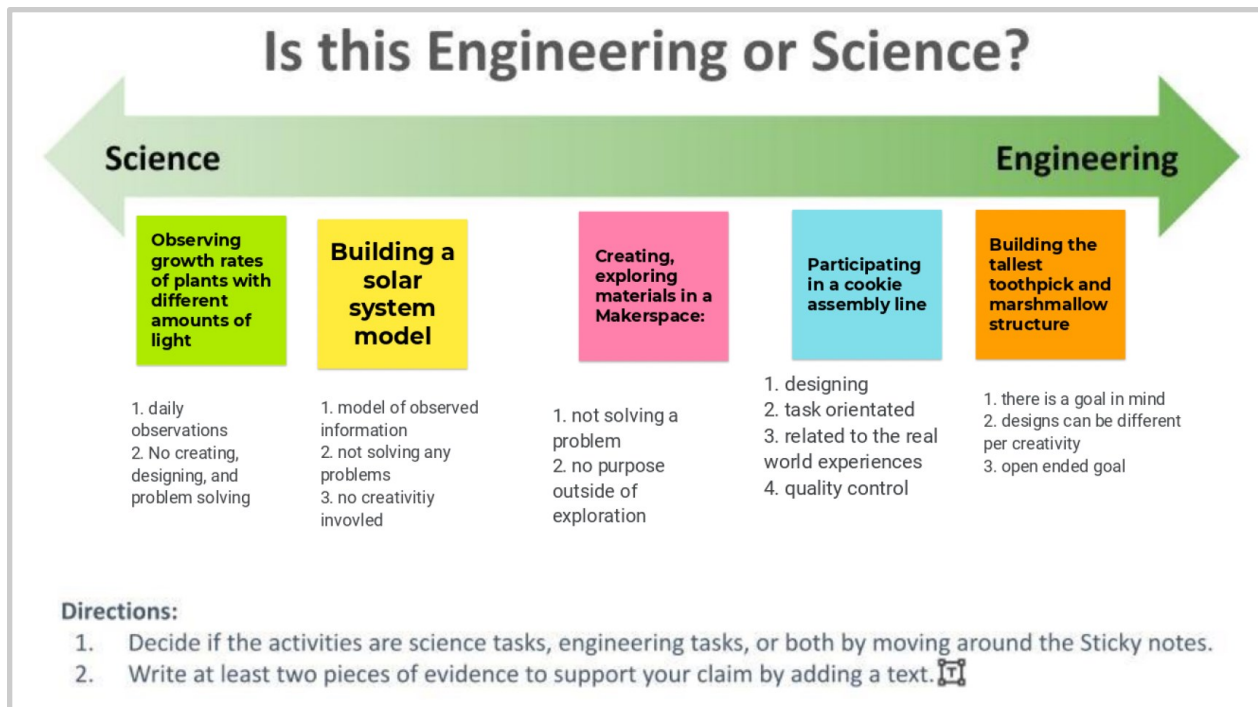 Is this Engineering or Science?
Science
Engineering
Observing
growth rates
of plants with
different
amounts of
light
Building a
solar
system
model
Creating,
exploring
materials in a
Makerspace:
Participating
in a cookie
assembly line
Building the
tallest
toothpick and
marshmallow
structure
1. daily
observations
2. No creating,
designing, and
problem solving
1. model of observed
information
2. not solving any
problems
3. no creativitiy
invovled
1. not solving a
problem
2. no purpose
outside of
exploration
1. designing
2. task orientated
3. related to the real
world experiences
4. quality control
1. there is a goal in mind
2. designs can be different
per creativity
3. open ended goal
Directions:
1. Decide if the activities are science tasks, engineering tasks, or both by moving around the Sticky notes.
2. Write at least two pieces of evidence to support your claim by adding a text. T